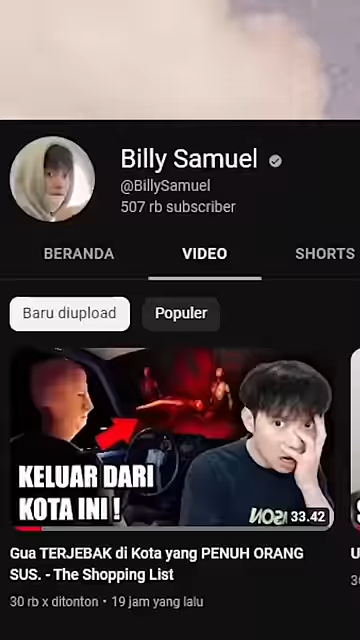 Billy Samuel
@BillySamuel
507 rb subscriber
BERANDA VIDEO SHORTS
Baru diupload Populer
KELUAR DARI
KOTA INI !
33.42
Gua TERJEBAK di Kota yang PENUH ORANG
SUS. - The Shopping List
30 rb x ditonton • 19 jam yang lalu